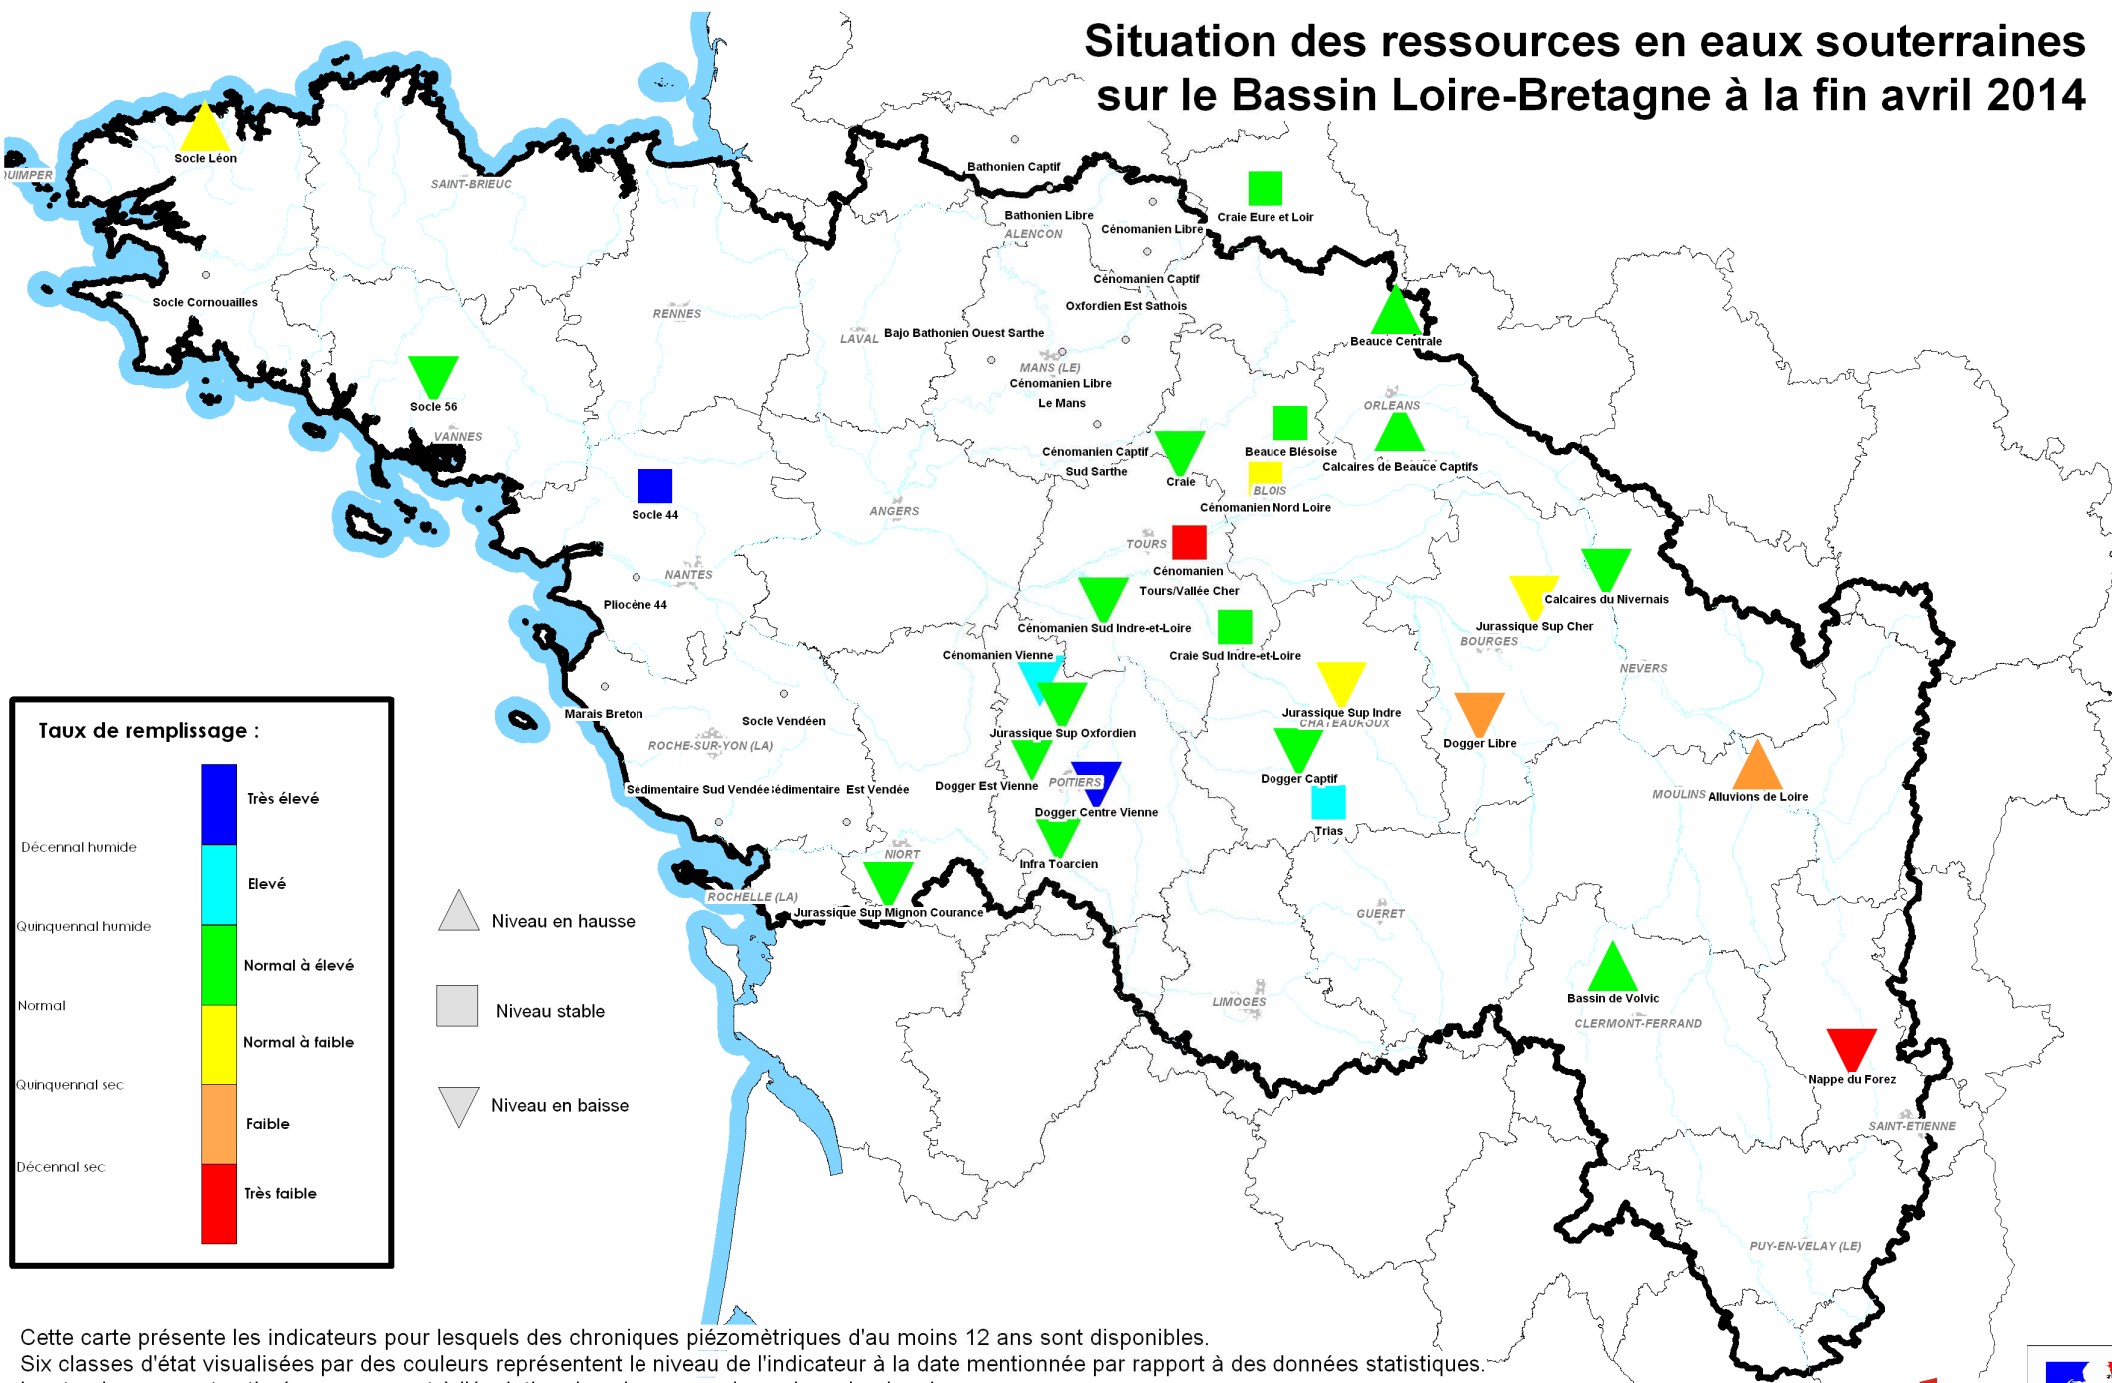 Situation des ressources en eaux souterraines
sur le Bassin Loire-Bretagne à la fin avril 2014
Socle Léon
QUIMPER
SAINT-BRIEUC
Bathonien Captif
Bathonien Libre
ALENCON
Cénomanien Libre
Craie Eure et Loir
Cénomanien Captif
Oxfordien Est Sathois
Socle Cornouailles
RENNES
LAVAL
Bajo Bathonien Ouest Sarthe
MANS (LE)
Cénomanien Libre
Le Mans
Beauce Centrale
ORLEANS
Socle 56
VANNES
Cénomanien Captif
Sud Sarthe
Craie
Beauce Blésoise
Calcaires de Beauce Captifs
BLOIS
Cénomanien Nord Loire
Socle 44
ANGERS
TOURS
Cénomanien
Tours/Vallée Cher
NANTES
Pliocène 44
Cénomanien Sud Indre-et-Loire
Craie Sud Indre-et-Loire
Calcaires du Nivernais
Jurassique Sup Cher
BOURGES
NEVERS
Cénomanien Vienne
Marais Breton
Socle Vendéen
ROCHE-SUR-YON (LA)
Jurassique Sup Oxfordien
Jurassique Sup Indre
CHATEAUROUX
Dogger Libre
Sédimentaire Sud Vendée
Sédimentaire Est Vendée
Dogger Est Vienne
POITIERS
Dogger Centre Vienne
Dogger Captif
Trias
MOULINS
Alluvions de Loire
Infra Toarcien
NIORT
ROCHELLE (LA)
Jurassique Sup Mignon Courance
GUERET
LIMOGES
Bassin de Volvic
CLERMONT-FERRAND
Nappe du Forez
SAINT-ETIENNE
PUY-EN-VELAY (LE)
Taux de remplissage :
Très élevé
Décennal humide
Elevé
Quinquennal humide
Normal à élevé
Normal
Normal à faible
Quinquennal sec
Faible
Décennal sec
Très faible
Niveau en hausse
Niveau stable
Niveau en baisse
Cette carte présente les indicateurs pour lesquels des chroniques piézomètriques d'au moins 12 ans sont disponibles.
Six classes d'état visualisées par des couleurs représentent le niveau de l'indicateur à la date mentionnée par rapport à des données statistiques.